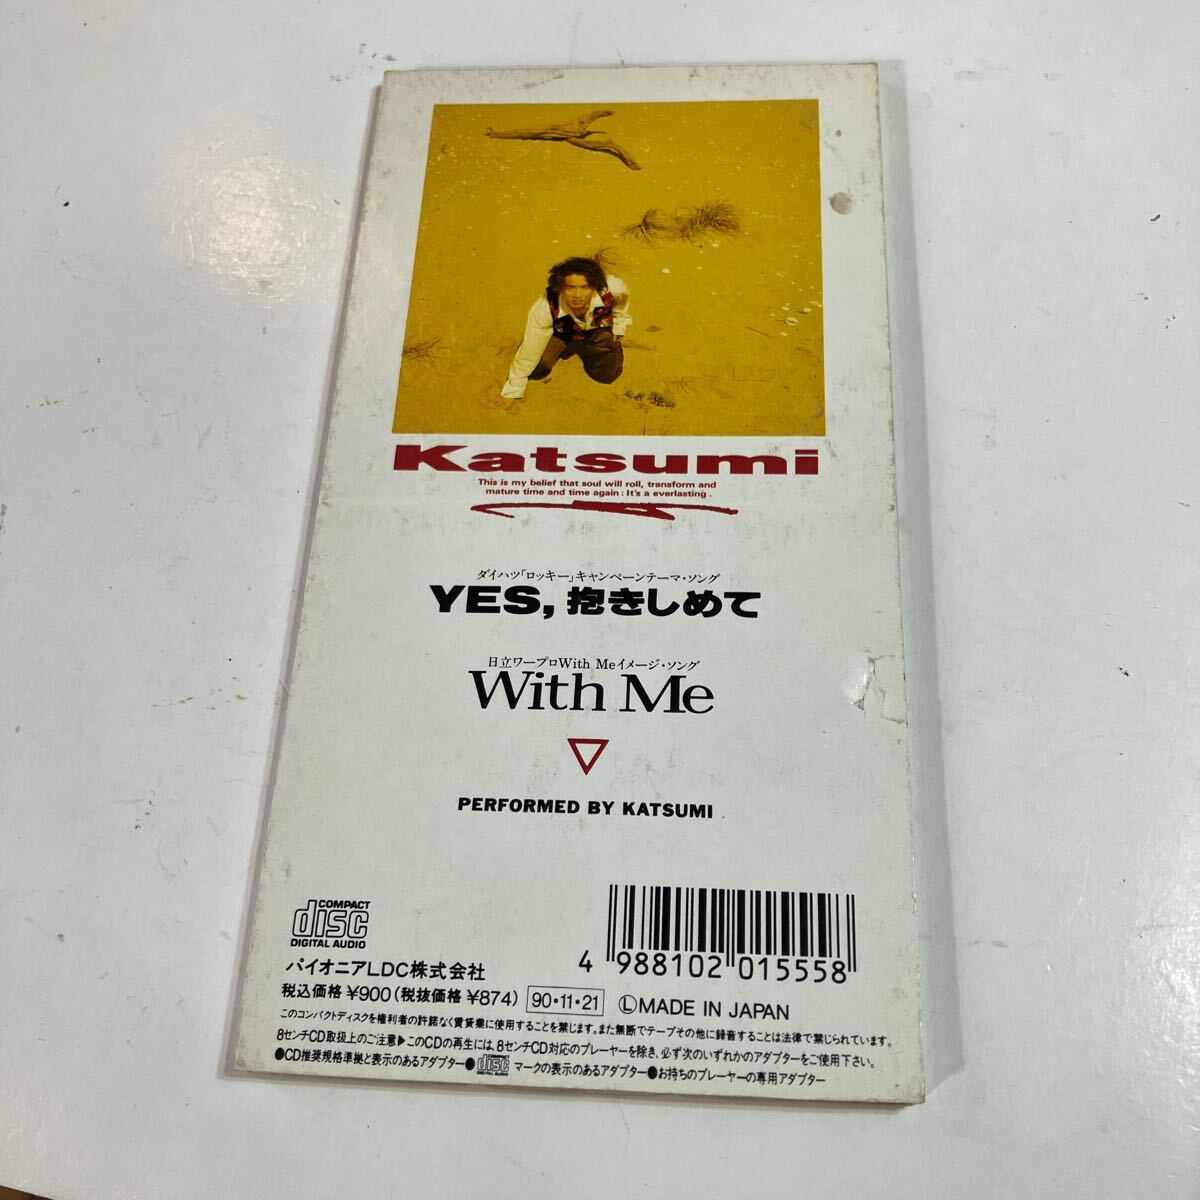 Katsumi
This is my belief that soul will roll, transform and
mature time and time again: It's a everlasting.
ダイハツ「ロッキー」キャンペーンテーマ・ソング
YES, 抱きしめて
日立ワープロWith Meイメージ・ソング
With Me
PERFORMED BY KATSUMI
COMPACT
disc
DIGITAL AUDIO
4 988102 015558
パイオニアLDC株式会社
税込価格 ¥900(税抜価格 ¥874) 90・11・21 Ⓛ MADE IN JAPAN
このコンパクトディスクを権利者の許諾なく賃貸業に使用することを禁じます。また無断でテープその他に録音することは法律で禁じられています。
8センチCD取扱上のご注意▶このCDの再生には、8センチCD対応のプレーヤーを除き、必ず次のいずれかのアダプターをご使用下さい。
●CD推奨規格準拠と表示のあるアダプター●COMPACT disc DIGITAL AUDIO マークの表示のあるアダプター●お持ちのプレーヤーの専用アダプター